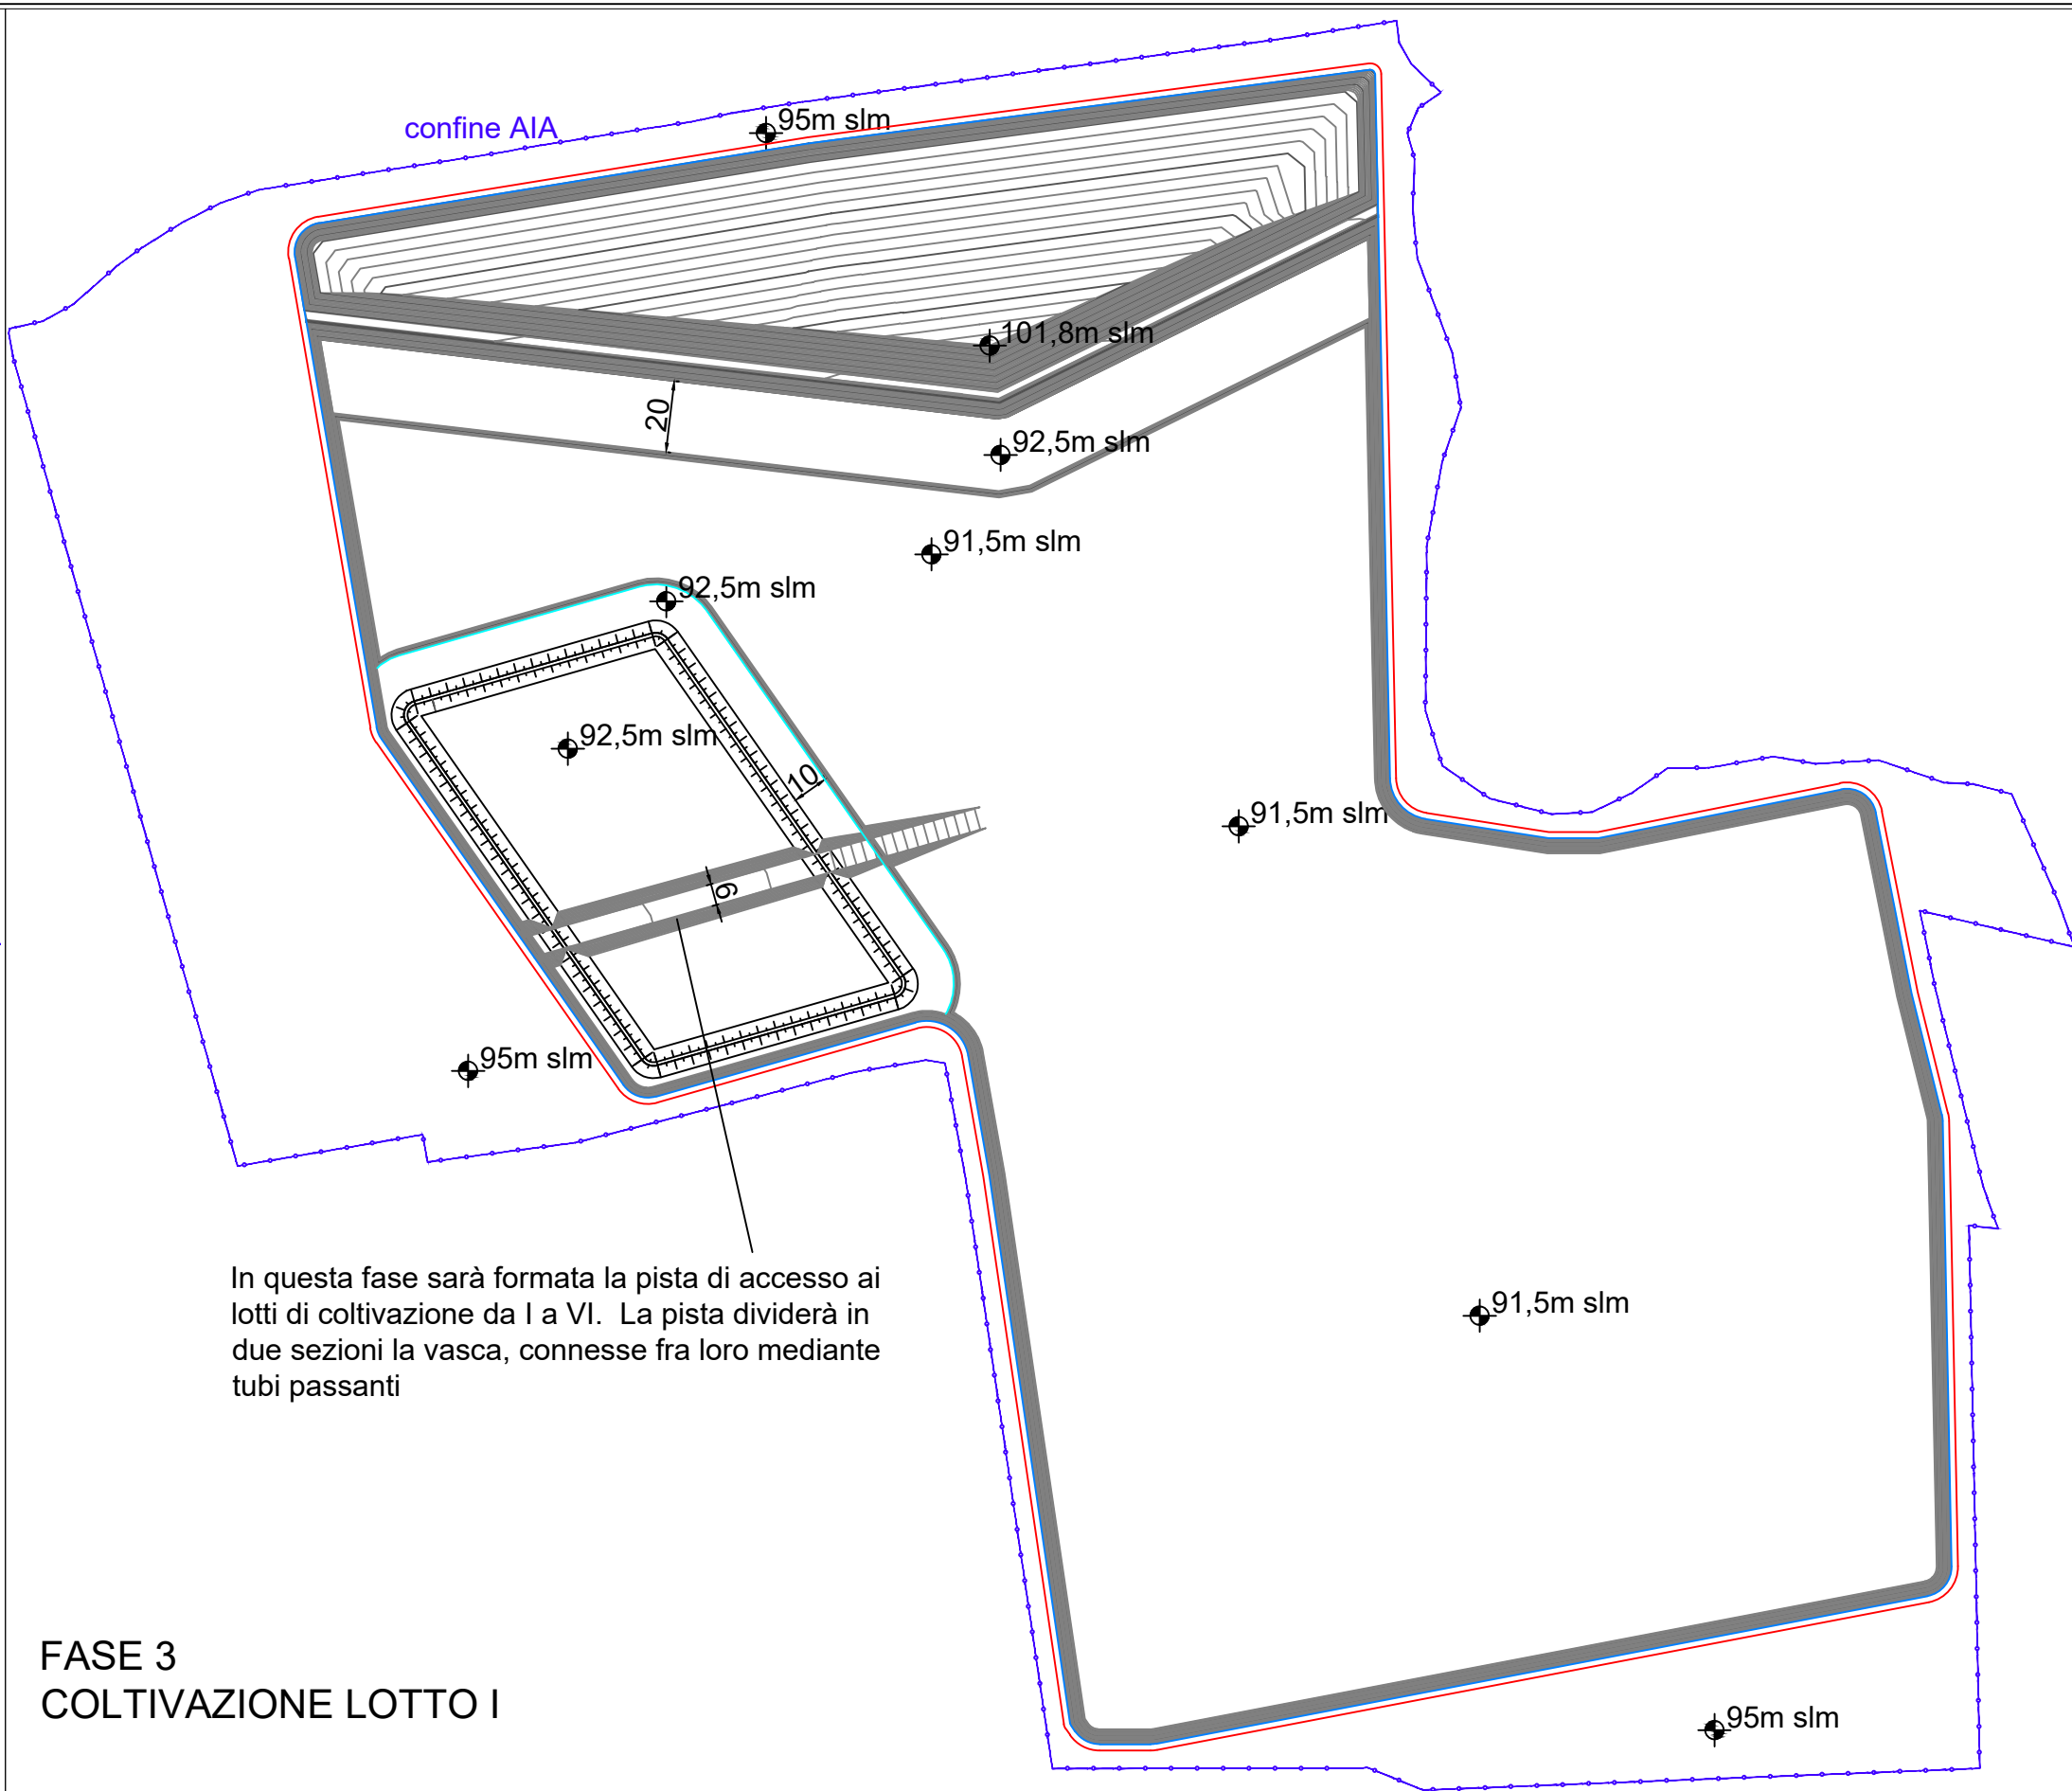 confine AIA
95m slm
101,8m slm
20
92,5m slm
91,5m slm
92,5m slm
92,5m slm
10
91,5m slm
6
95m slm
In questa fase sarà formata la pista di accesso ai
lotti di coltivazione da I a VI.  La pista dividerà in
due sezioni la vasca, connesse fra loro mediante
tubi passanti
91,5m slm
FASE 3
COLTIVAZIONE LOTTO I
95m slm